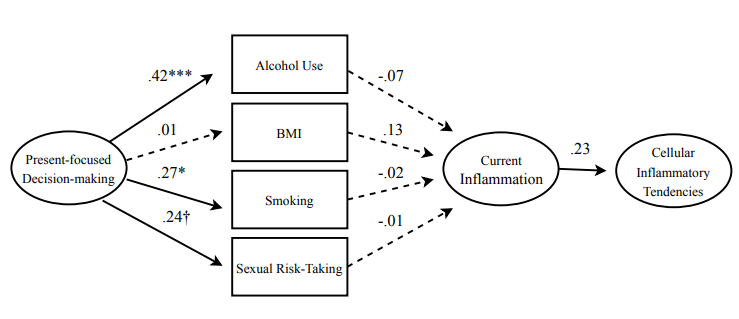 Alcohol Use
.42***
-.07
.01
BMI
.13
Present-focused
Decision-making
.27*
-.02
Current
Inflammation
.23
Cellular
Inflammatory
Tendencies
Smoking
.24†
-.01
Sexual Risk-Taking